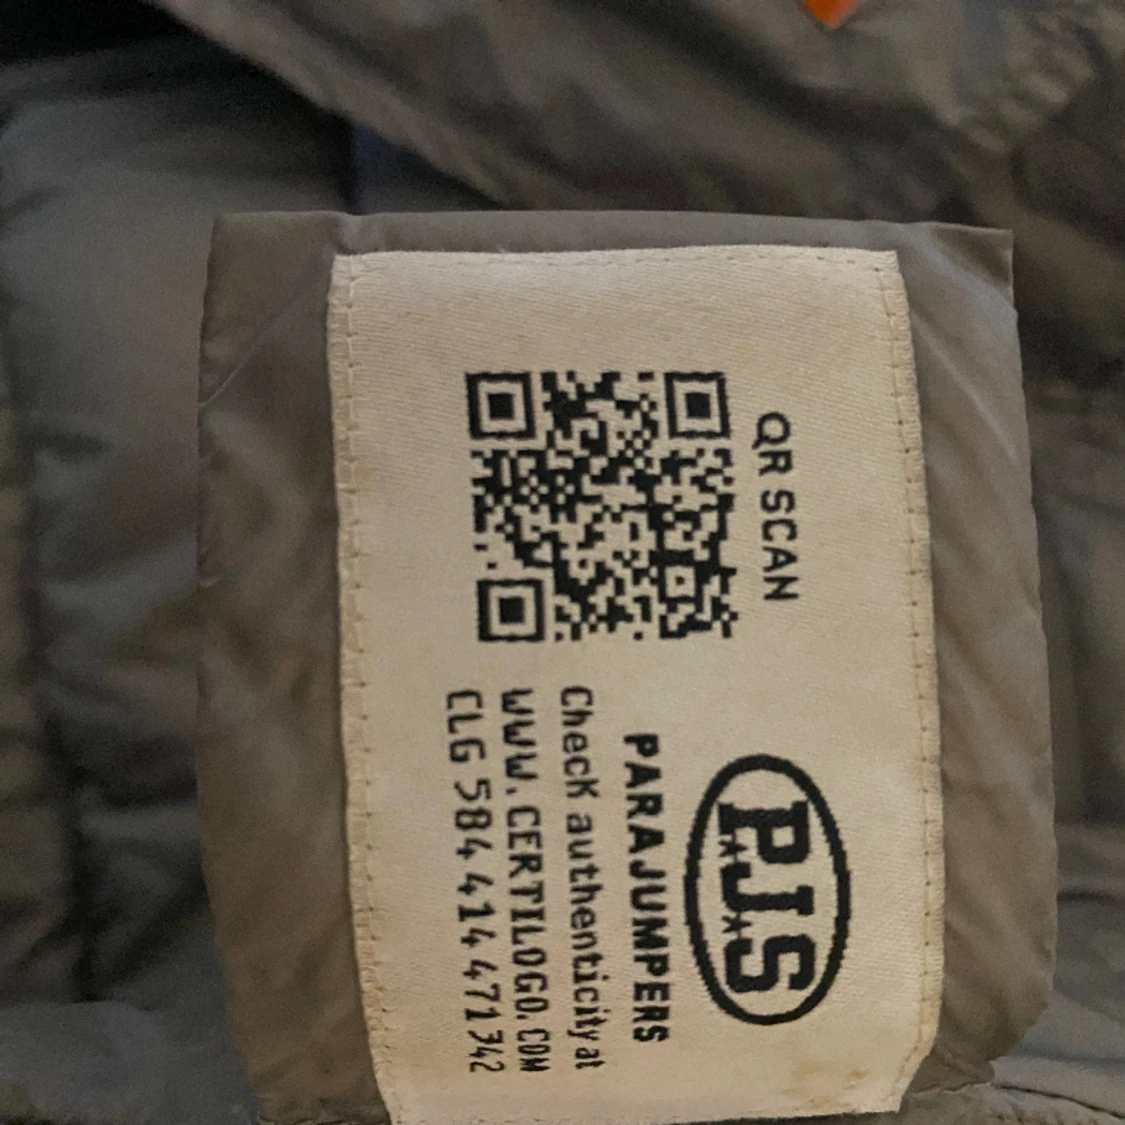 QR SCAN
PJS
PARAJUMPERS
Check authenticity at
WWW.CERTILOGO.COM
CLG 584 414 471 342